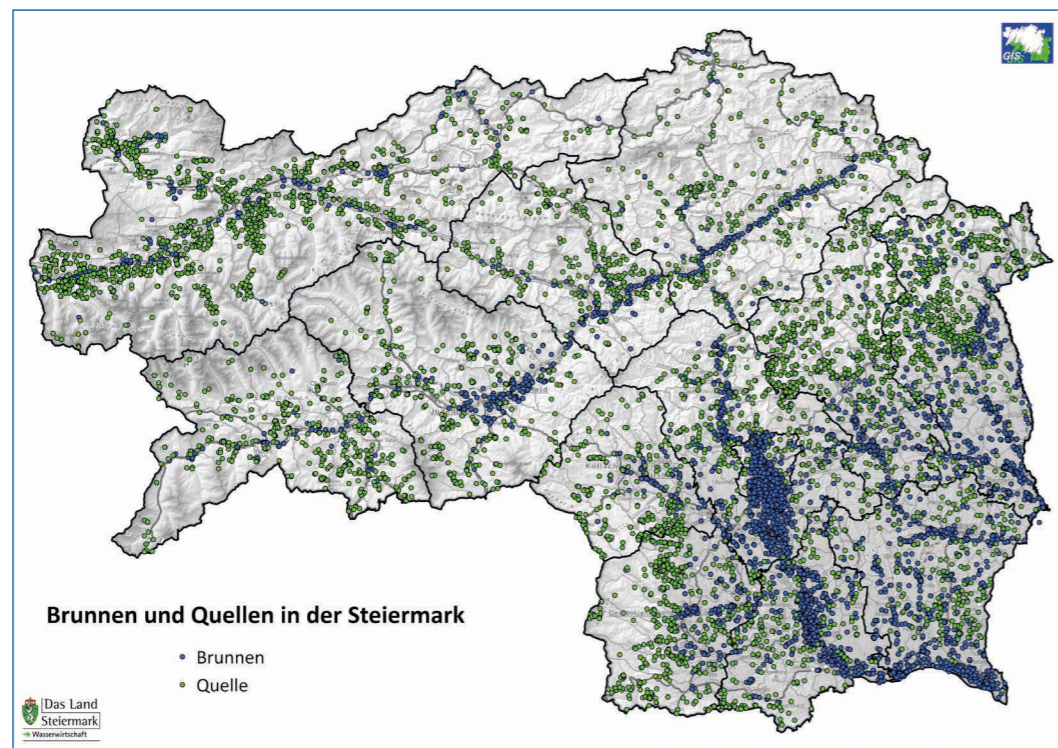 GIS
Brunnen und Quellen in der Steiermark
Brunnen
Quelle
Das Land
Steiermark
Wasserwirtschaft